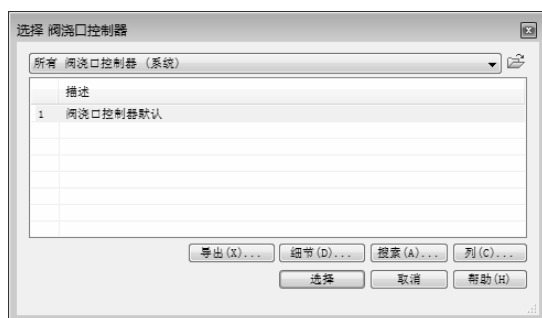 选择 阀浇口控制器
所有 阀浇口控制器 (系统)
描述
1 阀浇口控制器默认
导出(X)... 细节(D)... 搜索(A)... 列(C)...
选择 取消 帮助(H)